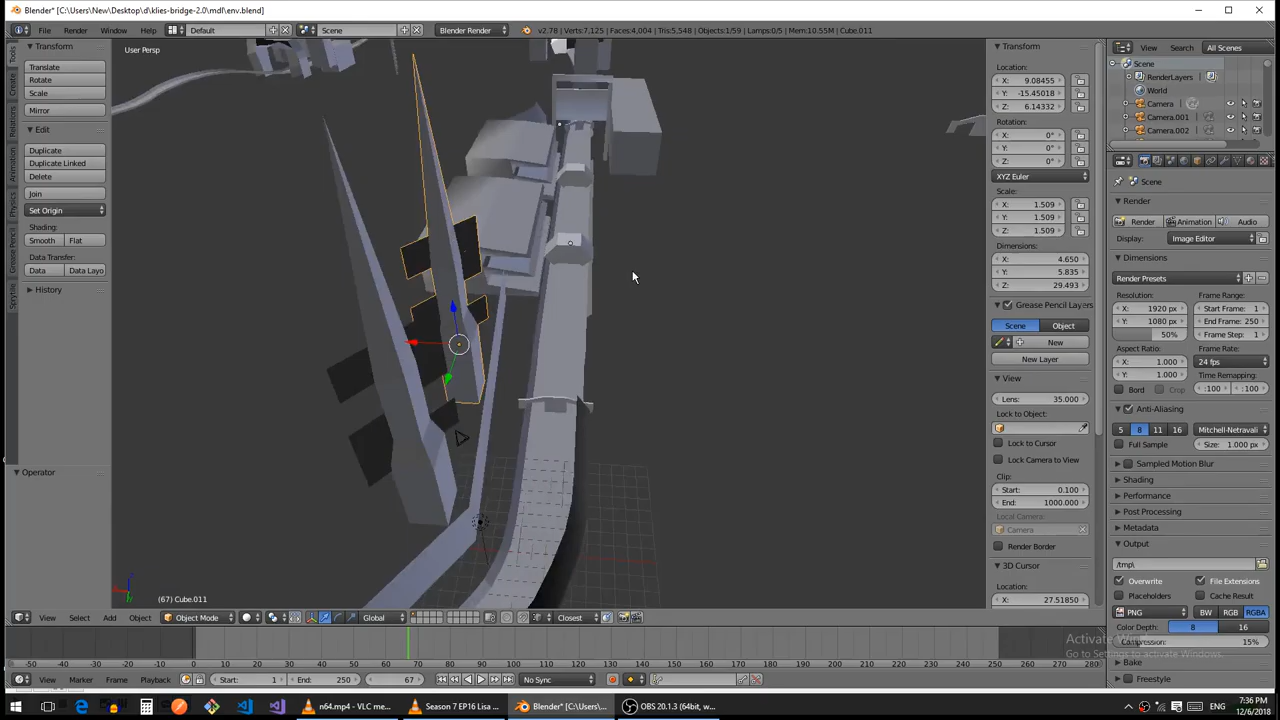 Blender* [C:\Users\New\Desktop\d\klies-bridge-2.0\mdl\env.blend]
File Render Window Help Default Scene Blender Render v2.78 | Verts:7,125 | Faces:4,004 | Tris:5,548 | Objects:1/59 | Lamps:0/5 | Mem:10.55M | Cube.011
Transform
Translate
Rotate
Scale
Mirror
Edit
Duplicate
Duplicate Linked
Delete
Join
Set Origin
Shading:
Smooth Flat
Data Transfer:
Data Data Layo
History
Operator
Tools
Create
Relations
Animation
Physics
Grease Pencil
User Persp
(67) Cube.011
Transform
Location:
X: 9.08455
Y: -15.45018
Z: 6.14332
Rotation:
X: 0°
Y: 0°
Z: 0°
XYZ Euler
Scale:
X: 1.509
Y: 1.509
Z: 1.509
Dimensions:
X: 4.650
Y: 5.835
Z: 29.493
Grease Pencil Layers
Scene Object
New
New Layer
View
Lens: 35.000
Lock to Object:
Lock to Cursor
Lock Camera to View
Clip:
Start: 0.100
End: 1000.000
Local Camera:
Camera
Render Border
3D Cursor
Location:
X: 27.51850
View Search All Scenes
Scene
RenderLayers
World
Camera
Camera.001
Camera.002
Scene
Render
Render Animation Audio
Display: Image Editor
Dimensions
Render Presets
Resolution: Frame Range:
X: 1920 px Start Frame: 1
Y: 1080 px End Frame: 250
50% Frame Step: 1
Aspect Ratio: Frame Rate:
X: 1.000 24 fps
Y: 1.000 Time Remapping:
Bord Crop :100 :100
Anti-Aliasing
5 8 11 16 Mitchell-Netravali
Full Sample Size: 1.000 px
Sampled Motion Blur
Shading
Performance
Post Processing
Metadata
Output
/tmp\
Overwrite File Extensions
Placeholders Cache Result
PNG BW RGB RGBA
Color Depth: 8 16
Compression: 15%
Bake
Freestyle
Go to Settings to activate Windows.
View Select Add Object Object Mode Global Closest
-50 -40 -30 -20 -10 0 10 20 30 40 50 60 70 80 90 100 110 120 130 140 150 160 170 180 190 200 210 220 230 240 250 260 270 280
View Marker Frame Playback Start: 1 End: 250 67 No Sync
n64.mp4 - VLC me... Season 7 EP16 Lisa ... Blender* [C:\Users\... OBS 20.1.3 (64bit, w...
ENG
7:36 PM
12/6/2018